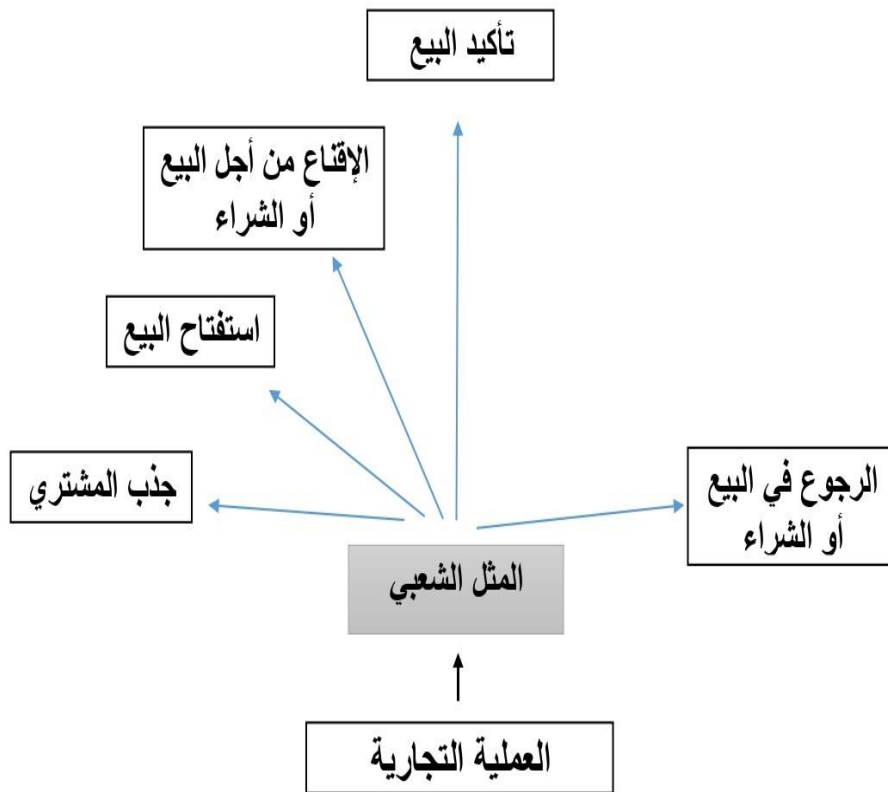 تأكيد البيع
الإقناع من أجل البيع
أو الشراء
استفتاح البيع
جذب المشتري
الرجوع في البيع
أو الشراء
المثل الشعبي
العملية التجارية